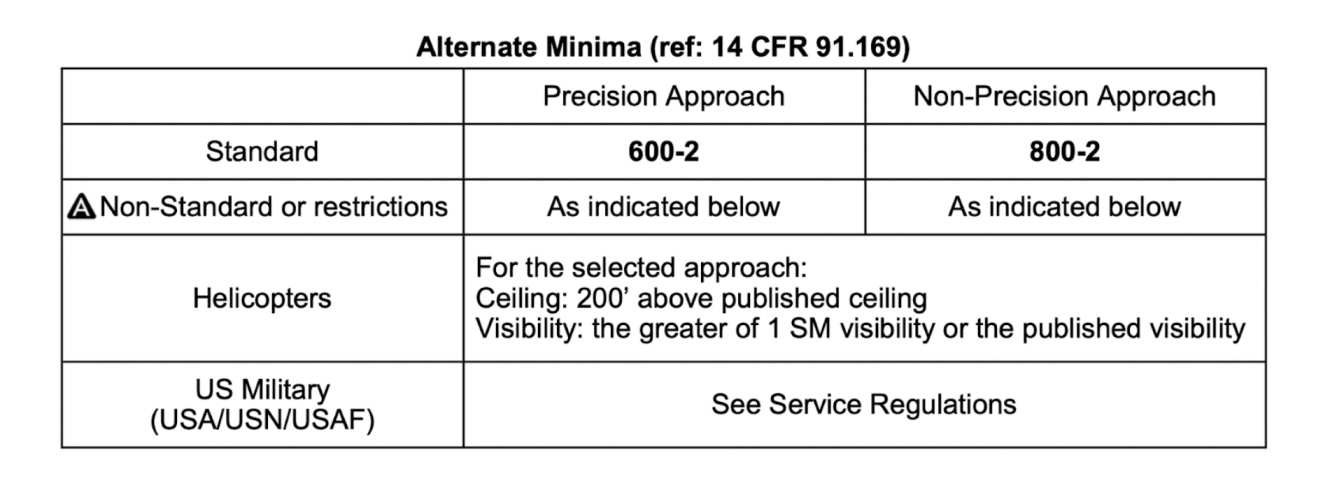 Alternate Minima (ref: 14 CFR 91.169)
Precision Approach
Non-Precision Approach
Standard
600-2
800-2
A Non-Standard or restrictions
As indicated below
As indicated below
Helicopters
For the selected approach:
Ceiling: 200’ above published ceiling
Visibility: the greater of 1 SM visibility or the published visibility
US Military
(USA/USN/USAF)
See Service Regulations